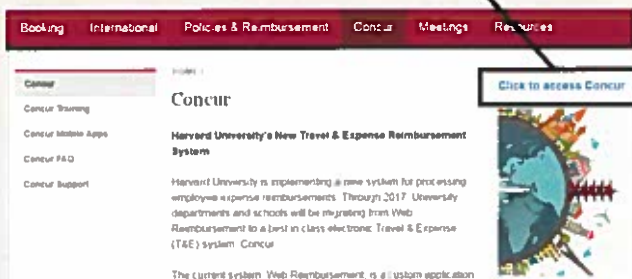 Booking International Policies & Reimbursement Concur Meetings Resources
Concur
Concur Training
Concur Mobile Apps
Concur FAQ
Concur Support
HOME /
Concur
Harvard University's New Travel & Expense Reimbursement
System
Harvard University is implementing a new system for processing
employee expense reimbursements. Through 2017 University
departments and schools will be migrating from Web
Reimbursement to a best in class electronic Travel & Expense
(T&E) system Concur
The current system Web Reimbursement, is a custom application
Click to access Concur